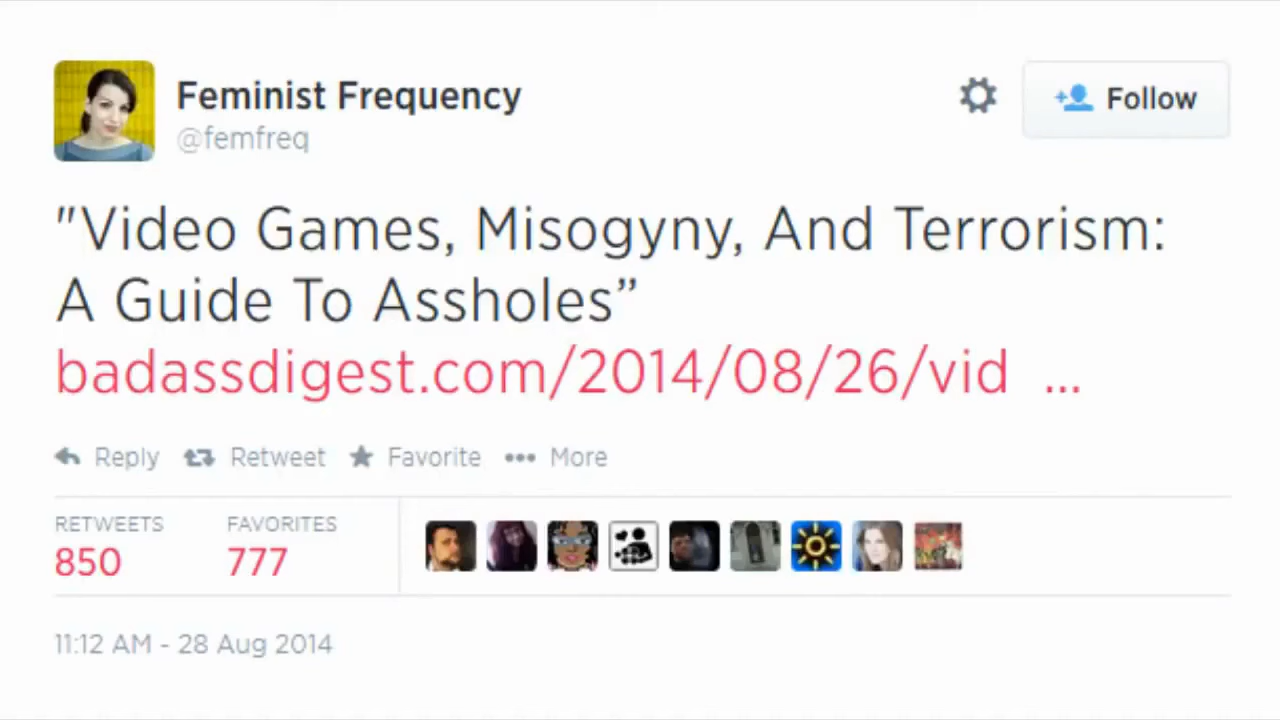 Feminist Frequency
@femfreq
Follow
"Video Games, Misogyny, And Terrorism:
A Guide To Assholes”
badassdigest.com/2014/08/26/vid ...
Reply Retweet Favorite More
RETWEETS FAVORITES
850 777
11:12 AM - 28 Aug 2014